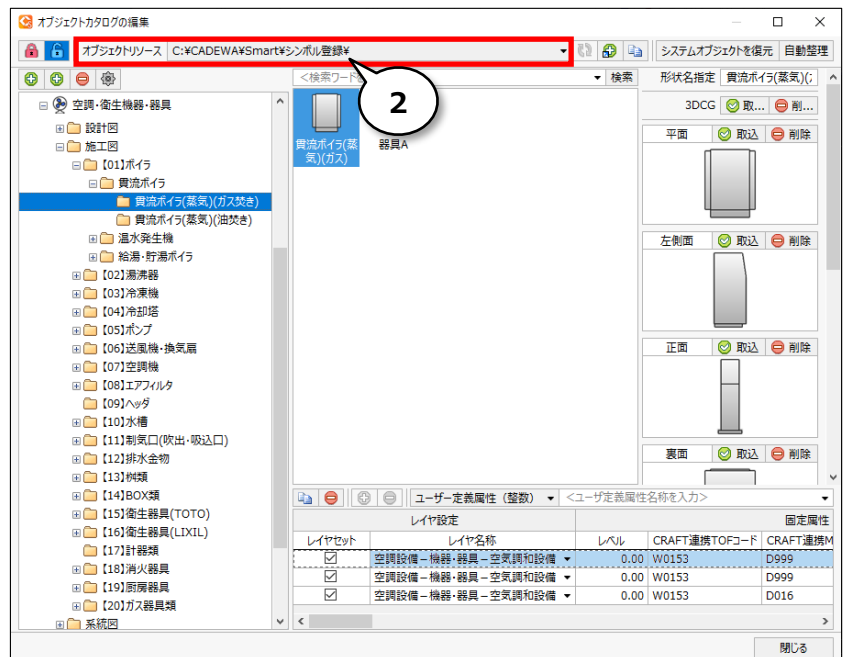 オブジェクトカタログの編集
オブジェクトリソース C:¥CADEWA¥Smart¥シンボル登録¥
システムオブジェクトを復元 自動整理
2
検索
形状名指定 貫流ボイラ(蒸気)(ガ
3DCG 取... 削...
空調・衛生機器・器具
設計図
施工図
【01】ボイラ
貫流ボイラ
貫流ボイラ(蒸気)(ガス焚き)
貫流ボイラ(蒸気)(油焚き)
温水発生機
給湯・貯湯ボイラ
【02】湯沸器
【03】冷凍機
【04】冷却塔
【05】ポンプ
【06】送風機・換気扇
【07】空調機
【08】エアフィルタ
【09】ヘッダ
【10】水槽
【11】制気口(吹出・吸込口)
【12】排水金物
【13】桝類
【14】BOX類
【15】衛生器具(TOTO)
【16】衛生器具(LIXIL)
【17】計器類
【18】消火器具
【19】厨房器具
【20】ガス器具類
系統図
<検索ワード
貫流ボイラ(蒸
気)(ガス)
器具A
平面 取込 削除
左側面 取込 削除
正面 取込 削除
裏面 取込 削除
ユーザー定義属性（整数） <ユーザ定義属性名称を入力>
レイヤ設定 固定属性
レイヤセット レイヤ名称 レベル CRAFT連携TOFコード CRAFT連携M
空調設備－機器・器具－空気調和設備 0.00 W0153 D999
空調設備－機器・器具－空気調和設備 0.00 W0153 D999
空調設備－機器・器具－空気調和設備 0.00 W0153 D016
閉じる